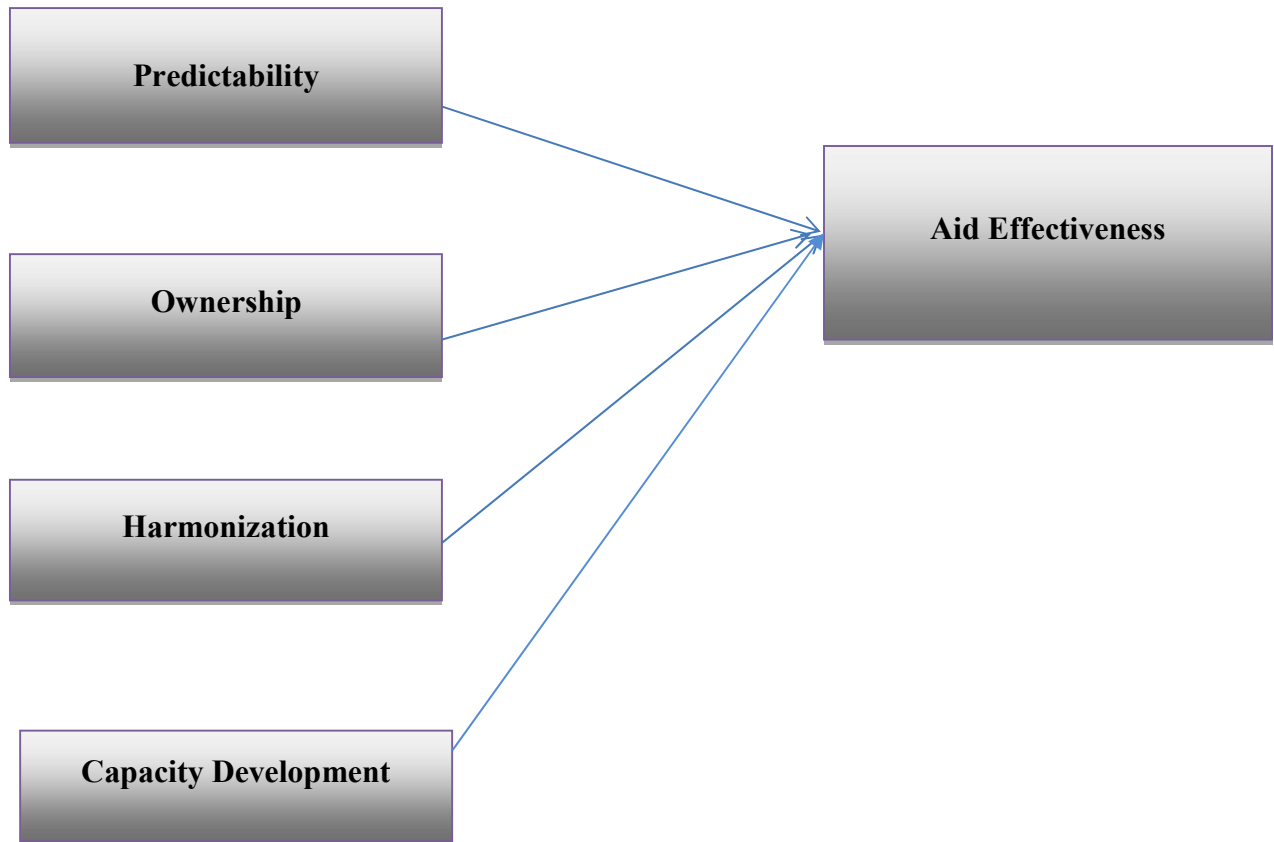 Predictability
Aid Effectiveness
Ownership
Harmonization
Capacity Development